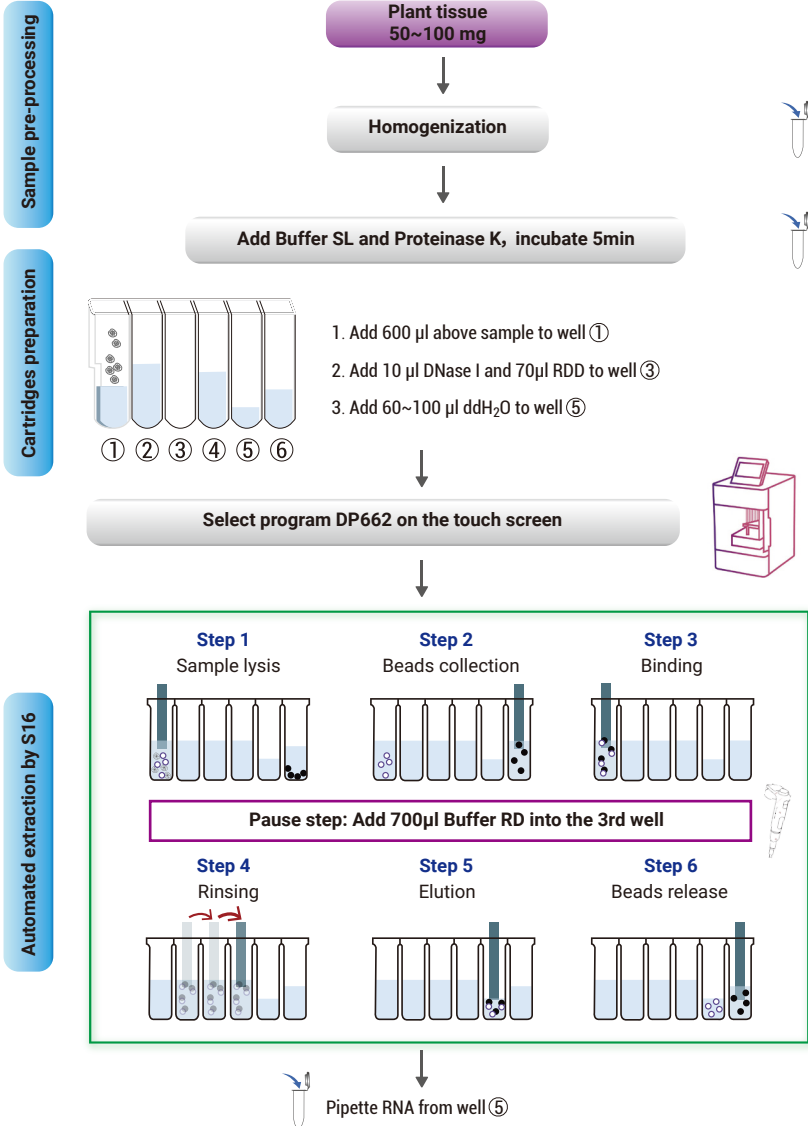 Sample pre-processing
Plant tissue
50~100 mg
Homogenization
Add Buffer SL and Proteinase K, incubate 5min
Cartridges preparation
1. Add 600 µl above sample to well ①
2. Add 10 µl DNase I and 70µl RDD to well ③
3. Add 60~100 µl ddH₂O to well ⑤
① ② ③ ④ ⑤ ⑥
Select program DP662 on the touch screen
Automated extraction by S16
Step 1
Sample lysis
Step 2
Beads collection
Step 3
Binding
Pause step: Add 700µl Buffer RD into the 3rd well
Step 4
Rinsing
Step 5
Elution
Step 6
Beads release
Pipette RNA from well ⑤